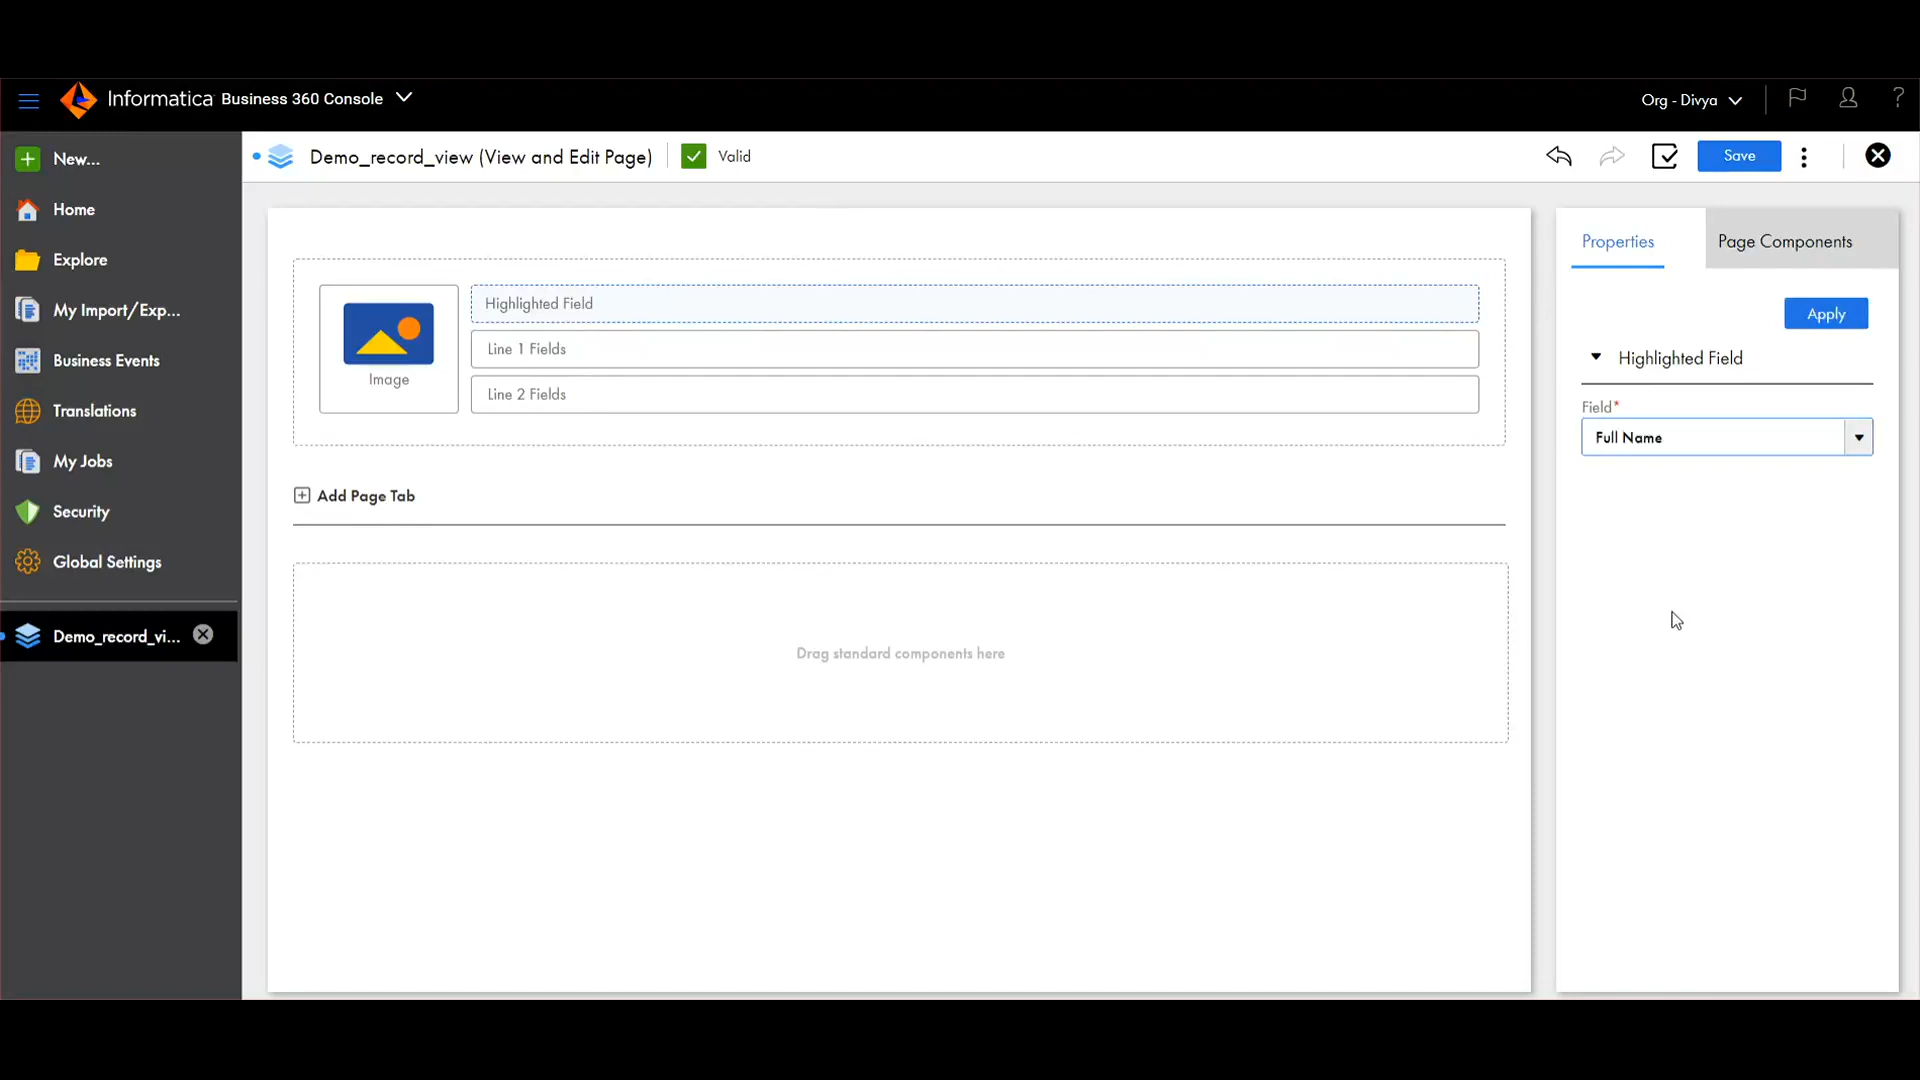 Informatica Business 360 Console
Org - Divya
?
New...
Home
Explore
My Import/Exp...
Business Events
Translations
My Jobs
Security
Global Settings
Demo_record_vi...
Demo_record_view (View and Edit Page)
Valid
Save
Image
Highlighted Field
Line 1 Fields
Line 2 Fields
Add Page Tab
Drag standard components here
Properties
Page Components
Apply
Highlighted Field
Field*
Full Name